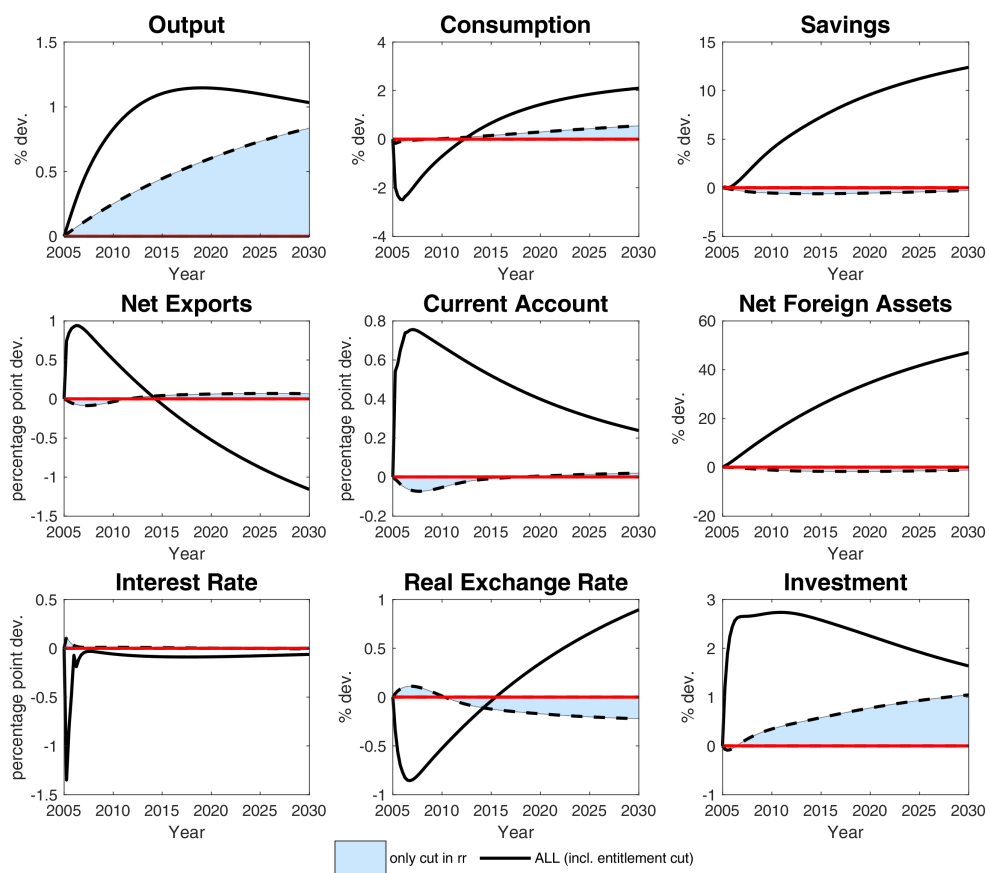 Output
Consumption
Savings
% dev.
1.5
1
0.5
0
2005 2010 2015 2020 2025 2030
Year
% dev.
4
2
0
-2
-4
2005 2010 2015 2020 2025 2030
Year
% dev.
15
10
5
0
-5
2005 2010 2015 2020 2025 2030
Year
Net Exports
Current Account
Net Foreign Assets
percentage point dev.
1
0.5
0
-0.5
-1
-1.5
2005 2010 2015 2020 2025 2030
Year
percentage point dev.
0.8
0.6
0.4
0.2
0
-0.2
2005 2010 2015 2020 2025 2030
Year
% dev.
60
40
20
0
-20
2005 2010 2015 2020 2025 2030
Year
Interest Rate
Real Exchange Rate
Investment
percentage point dev.
0.5
0
-0.5
-1
-1.5
2005 2010 2015 2020 2025 2030
Year
% dev.
1
0.5
0
-0.5
-1
2005 2010 2015 2020 2025 2030
Year
% dev.
3
2
1
0
-1
2005 2010 2015 2020 2025 2030
Year
only cut in rr
ALL (incl. entitlement cut)